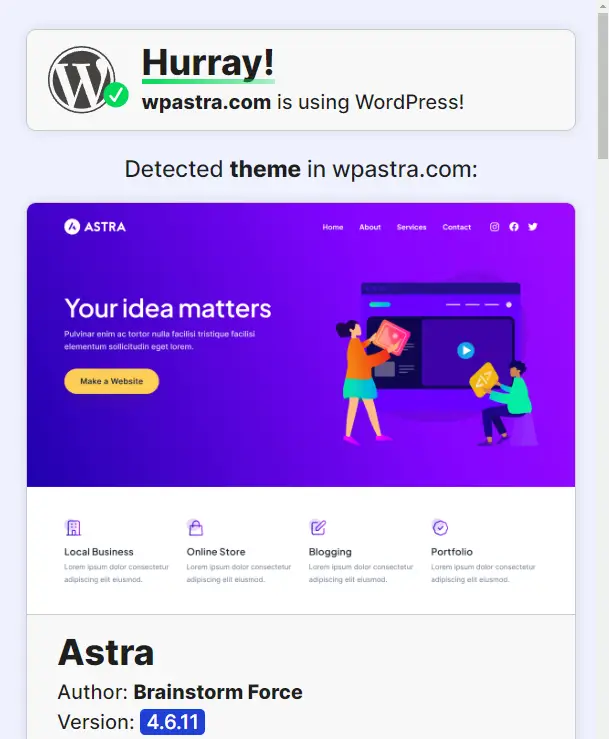 Hurray!
wpastra.com is using WordPress!
Detected theme in wpastra.com:
ASTRA
Home About Services Contact
Your idea matters
Pulvinar enim ac tortor nulla facilisi tristique facilisi
elementum sollicitudin eget lorem.
Make a Website
Local Business
Lorem ipsum dolor consectetur
adipiscing elit eiusmod.
Online Store
Lorem ipsum dolor consectetur
adipiscing elit eiusmod.
Blogging
Lorem ipsum dolor consectetur
adipiscing elit eiusmod.
Portfolio
Lorem ipsum dolor consectetur
adipiscing elit eiusmod.
Astra
Author: Brainstorm Force
Version: 4.6.11